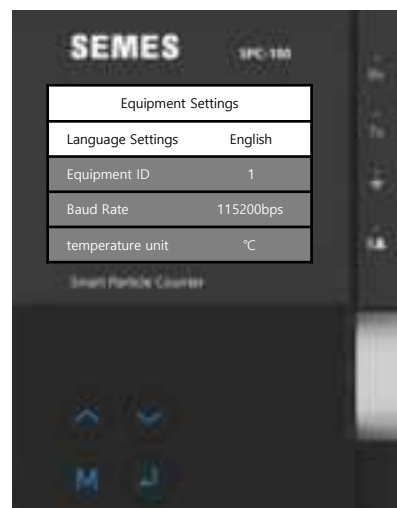 SEMES
SPC-100
Equipment Settings
Language Settings English
Equipment ID 1
Baud Rate 115200bps
temperature unit ℃
Smart Particle Counter
M